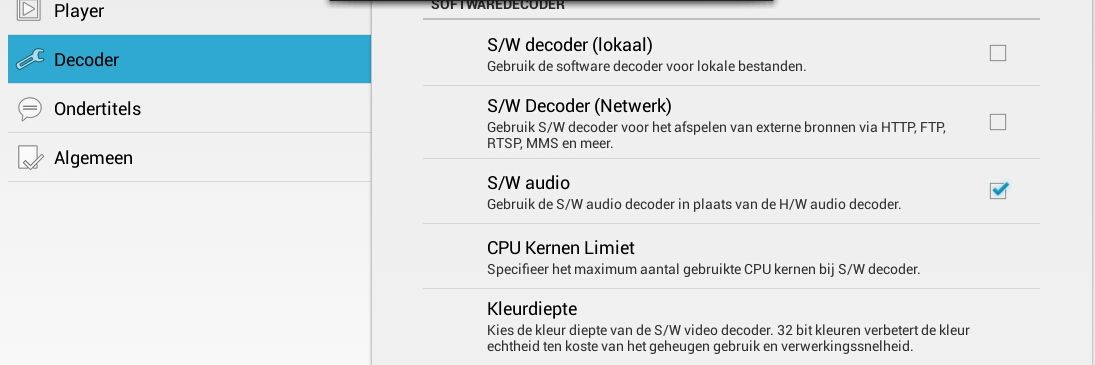 Player
Decoder
Ondertitels
Algemeen
SOFTWAREDECODER
S/W decoder (lokaal)
Gebruik de software decoder voor lokale bestanden.
S/W Decoder (Netwerk)
Gebruik S/W decoder voor het afspelen van externe bronnen via HTTP, FTP,
RTSP, MMS en meer.
S/W audio
Gebruik de S/W audio decoder in plaats van de H/W audio decoder.
CPU Kernen Limiet
Specifieer het maximum aantal gebruikte CPU kernen bij S/W decoder.
Kleurdiepte
Kies de kleur diepte van de S/W video decoder. 32 bit kleuren verbetert de kleur
echtheid ten koste van het geheugen gebruik en verwerkingssnelheid.